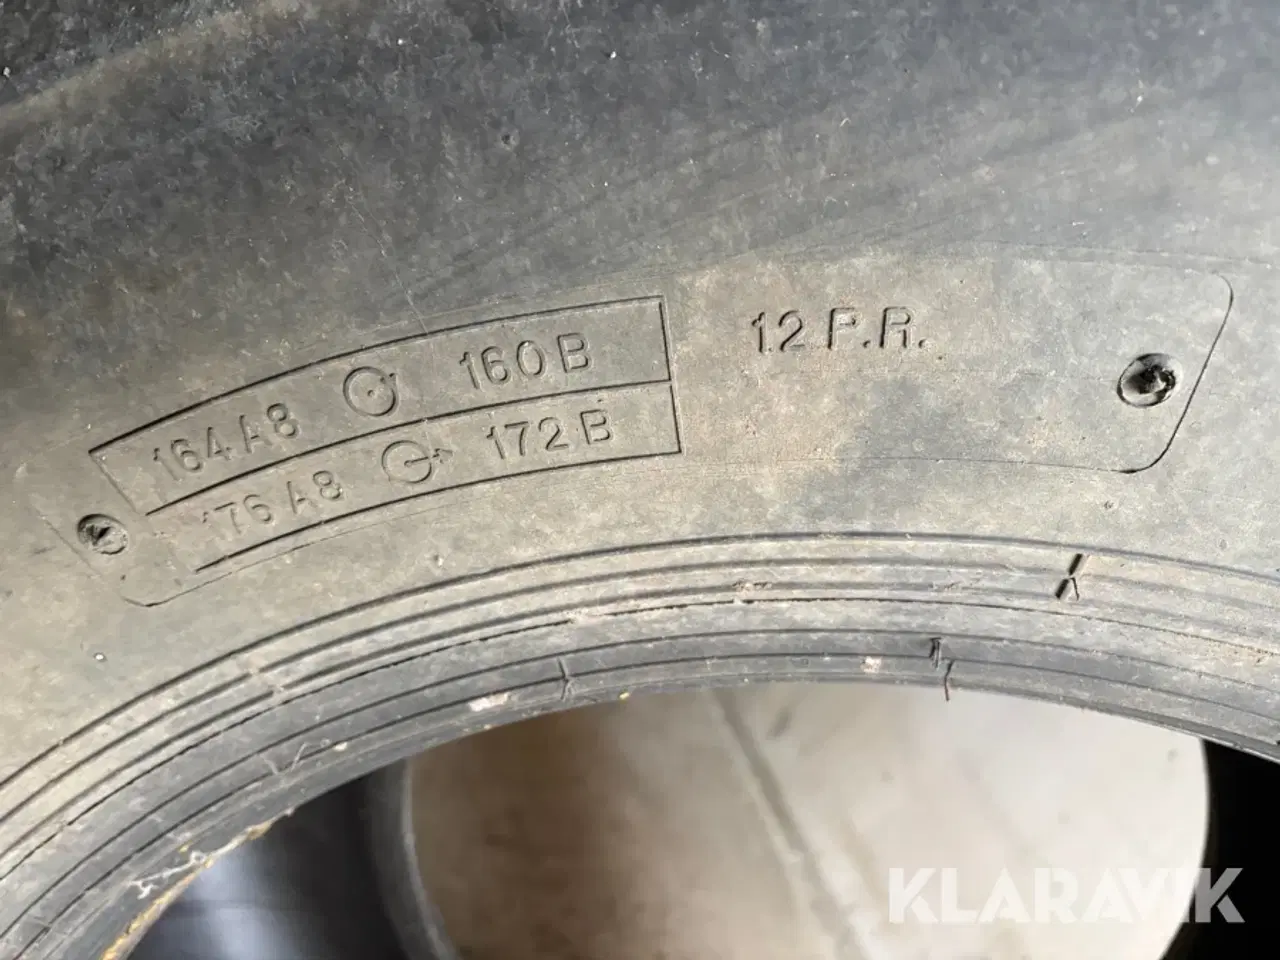 164 A8 160 B 12 P.R.
176 A8 172 B
KLARAVIK